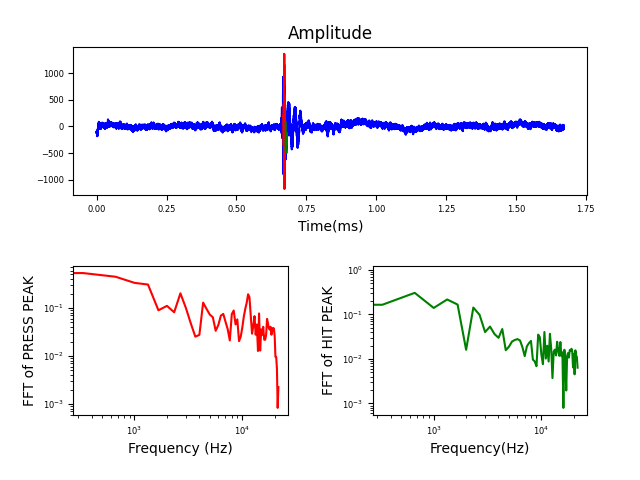 Amplitude
1000
500
0
−500
−1000
0.00 0.25 0.50 0.75 1.00 1.25 1.50 1.75
Time(ms)
FFT of PRESS PEAK
10⁻¹
10⁻²
10⁻³
10³ 10⁴
Frequency (Hz)
FFT of HIT PEAK
10⁰
10⁻¹
10⁻²
10⁻³
10³ 10⁴
Frequency(Hz)